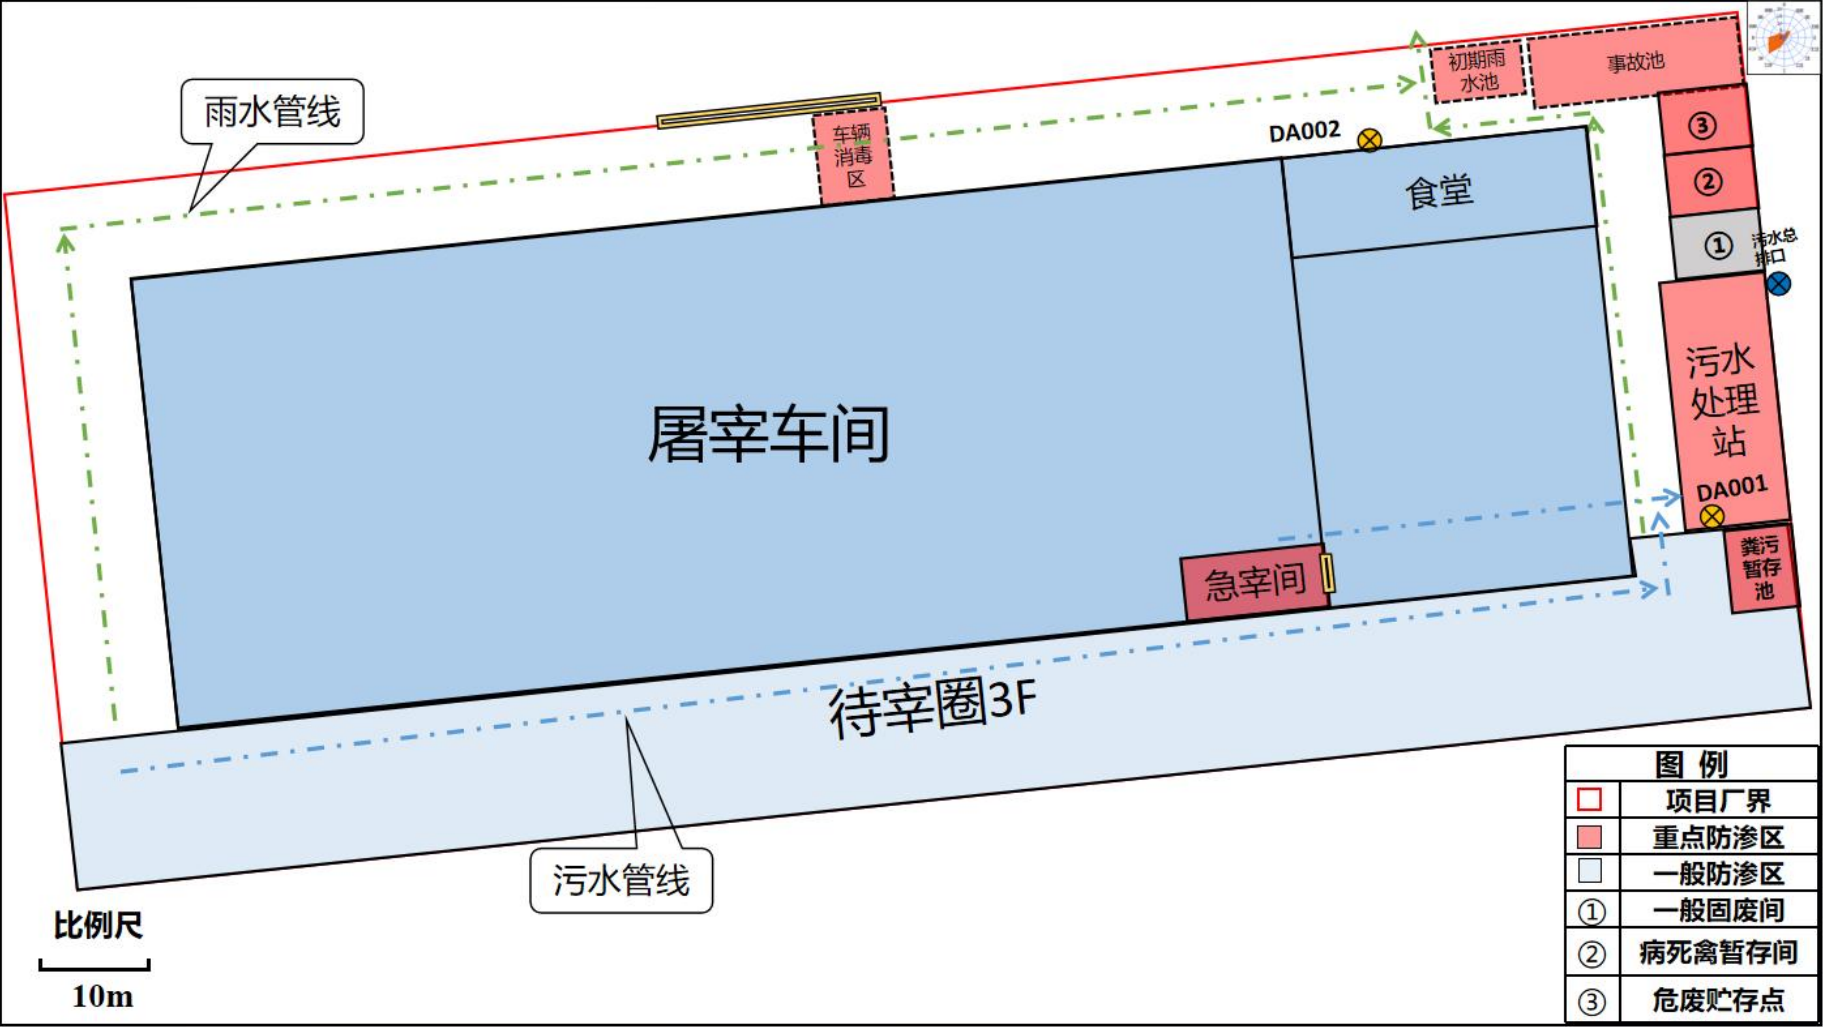 雨水管线
车辆
消毒
区
DA002
初期雨
水池
事故池
③
②
①
污水总
排口
食堂
屠宰车间
污水
处理
站
DA001
急宰间
粪污
暂存
池
待宰圈3F
污水管线
比例尺
10m
图 例
项目厂界
重点防渗区
一般防渗区
① 一般固废间
② 病死禽暂存间
③ 危废贮存点